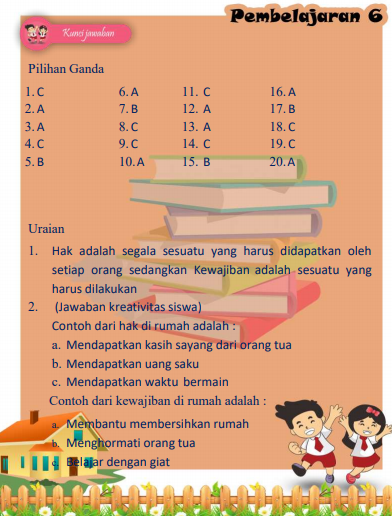 Pembelajaran 6
Kunci jawaban
Pilihan Ganda
1. C 6. A 11. C 16. A
2. A 7. B 12. A 17. B
3. A 8. C 13. A 18. C
4. C 9. C 14. C 19. C
5. B 10. A 15. B 20. A
Uraian
1. Hak adalah segala sesuatu yang harus didapatkan oleh
setiap orang sedangkan Kewajiban adalah sesuatu yang
harus dilakukan
2. (Jawaban kreativitas siswa)
Contoh dari hak di rumah adalah :
a. Mendapatkan kasih sayang dari orang tua
b. Mendapatkan uang saku
c. Mendapatkan waktu bermain
Contoh dari kewajiban di rumah adalah :
a. Membantu membersihkan rumah
b. Menghormati orang tua
c. Belajar dengan giat